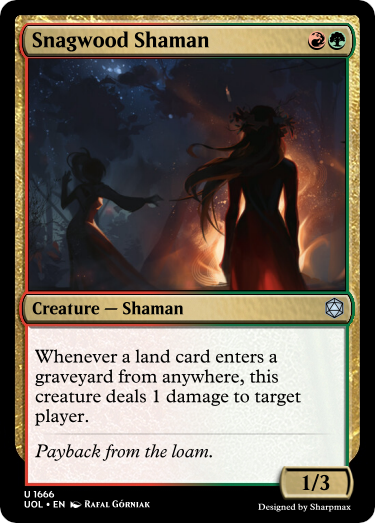 Snagwood Shaman
Creature — Shaman
Whenever a land card enters a
graveyard from anywhere, this
creature deals 1 damage to target
player.
Payback from the loam.
1/3
U 1666
UOL • EN Rafał Górniak
Designed by Sharpmax